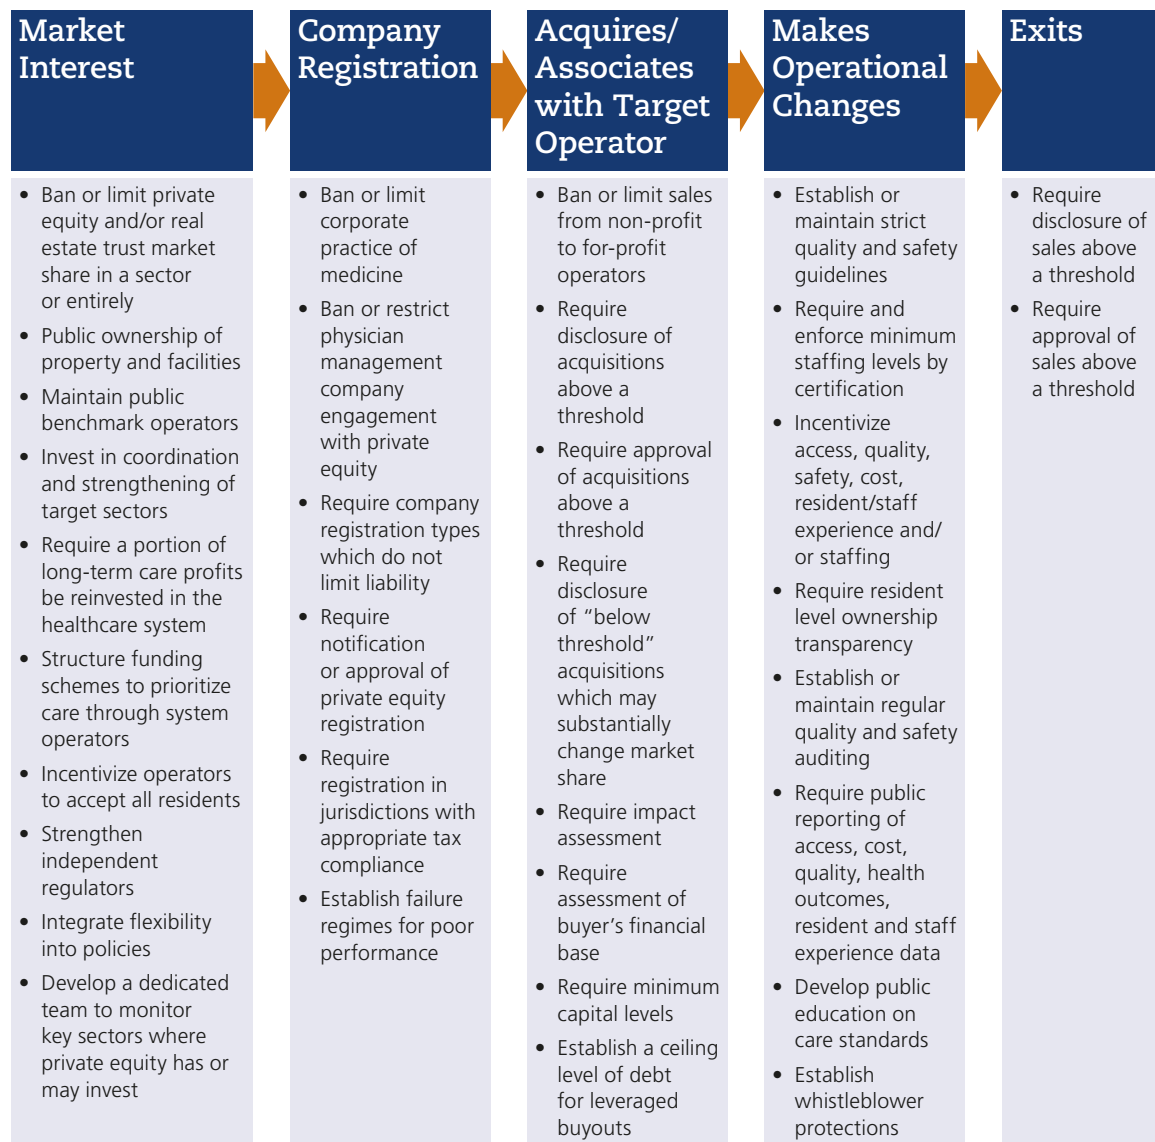 Market
Interest
• Ban or limit private
equity and/or real
estate trust market
share in a sector
or entirely
• Public ownership of
property and facilities
• Maintain public
benchmark operators
• Invest in coordination
and strengthening of
target sectors
• Require a portion of
long-term care profits
be reinvested in the
healthcare system
• Structure funding
schemes to prioritize
care through system
operators
• Incentivize operators
to accept all residents
• Strengthen
independent
regulators
• Integrate flexibility
into policies
• Develop a dedicated
team to monitor
key sectors where
private equity has or
may invest
Company
Registration
• Ban or limit
corporate
practice of
medicine
• Ban or restrict
physician
management
company
engagement
with private
equity
• Require company
registration types
which do not
limit liability
• Require
notification
or approval of
private equity
registration
• Require
registration in
jurisdictions with
appropriate tax
compliance
• Establish failure
regimes for poor
performance
Acquires/
Associates
with Target
Operator
• Ban or limit sales
from non-profit
to for-profit
operators
• Require
disclosure of
acquisitions
above a
threshold
• Require approval
of acquisitions
above a
threshold
• Require
disclosure
of “below
threshold”
acquisitions
which may
substantially
change market
share
• Require impact
assessment
• Require
assessment of
buyer’s financial
base
• Require minimum
capital levels
• Establish a ceiling
level of debt
for leveraged
buyouts
Makes
Operational
Changes
• Establish or
maintain strict
quality and safety
guidelines
• Require and
enforce minimum
staffing levels by
certification
• Incentivize
access, quality,
safety, cost,
resident/staff
experience and/
or staffing
• Require resident
level ownership
transparency
• Establish or
maintain regular
quality and safety
auditing
• Require public
reporting of
access, cost,
quality, health
outcomes,
resident and staff
experience data
• Develop public
education on
care standards
• Establish
whistleblower
protections
Exits
• Require
disclosure of
sales above
a threshold
• Require
approval of
sales above
a threshold